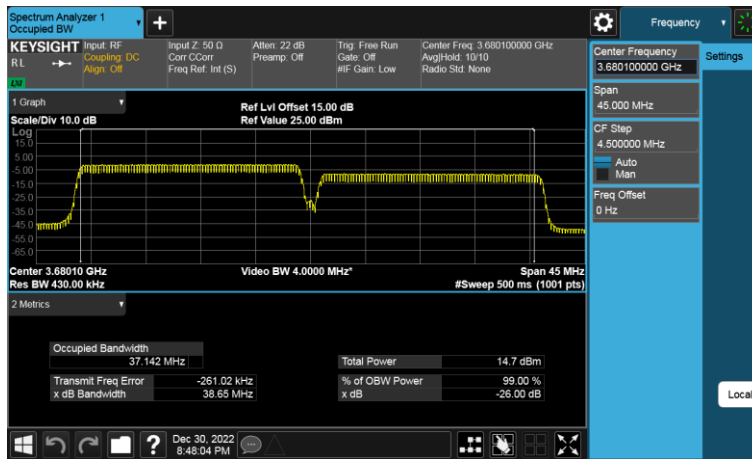 Spectrum Analyzer 1
Occupied BW
Frequency
KEYSIGHT
RL
LXI
Input: RF
Coupling: DC
Align: Off
Input Z: 50 Ω
Corr CCorr
Freq Ref: Int (S)
Atten: 22 dB
Preamp: Off
Trig: Free Run
Gate: Off
#IF Gain: Low
Center Freq: 3.680100000 GHz
Avg|Hold: 10/10
Radio Std: None
Center Frequency
3.680100000 GHz
Settings
Span
45.000 MHz
CF Step
4.500000 MHz
Auto
Man
Freq Offset
0 Hz
1 Graph
Scale/Div 10.0 dB
Ref Lvl Offset 15.00 dB
Ref Value 25.00 dBm
Log
15.0
5.00
-5.00
-15.0
-25.0
-35.0
-45.0
-55.0
-65.0
Center 3.68010 GHz
Res BW 430.00 kHz
Video BW 4.0000 MHz*
Span 45 MHz
#Sweep 500 ms (1001 pts)
2 Metrics
Occupied Bandwidth
37.142 MHz
Total Power 14.7 dBm
Transmit Freq Error -261.02 kHz
% of OBW Power 99.00 %
x dB Bandwidth 38.65 MHz
x dB -26.00 dB
Local
?
Dec 30, 2022
8:48:04 PM